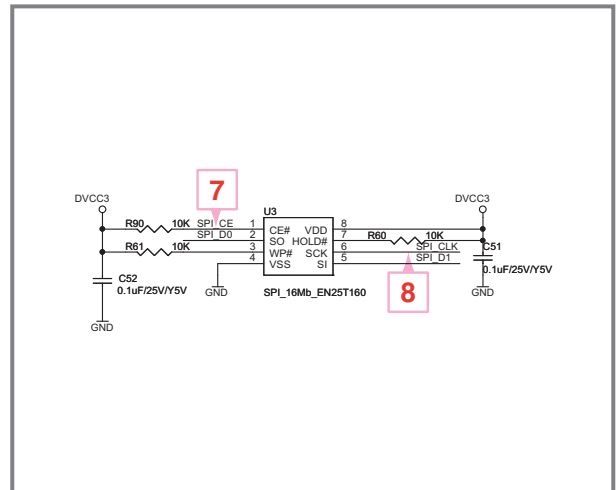 7
DVCC3
DVCC3
U3
R90 10K SPI_CE 1 CE# VDD 8
SPI_D0 2 SO HOLD# 7 R60 10K
R61 10K 3 WP# SCK 6 SPI_CLK C51
4 VSS SI 5 SPI_D1
0.1uF/25V/Y5V
C52
0.1uF/25V/Y5V
GND
SPI_16Mb_EN25T160
8
GND
GND